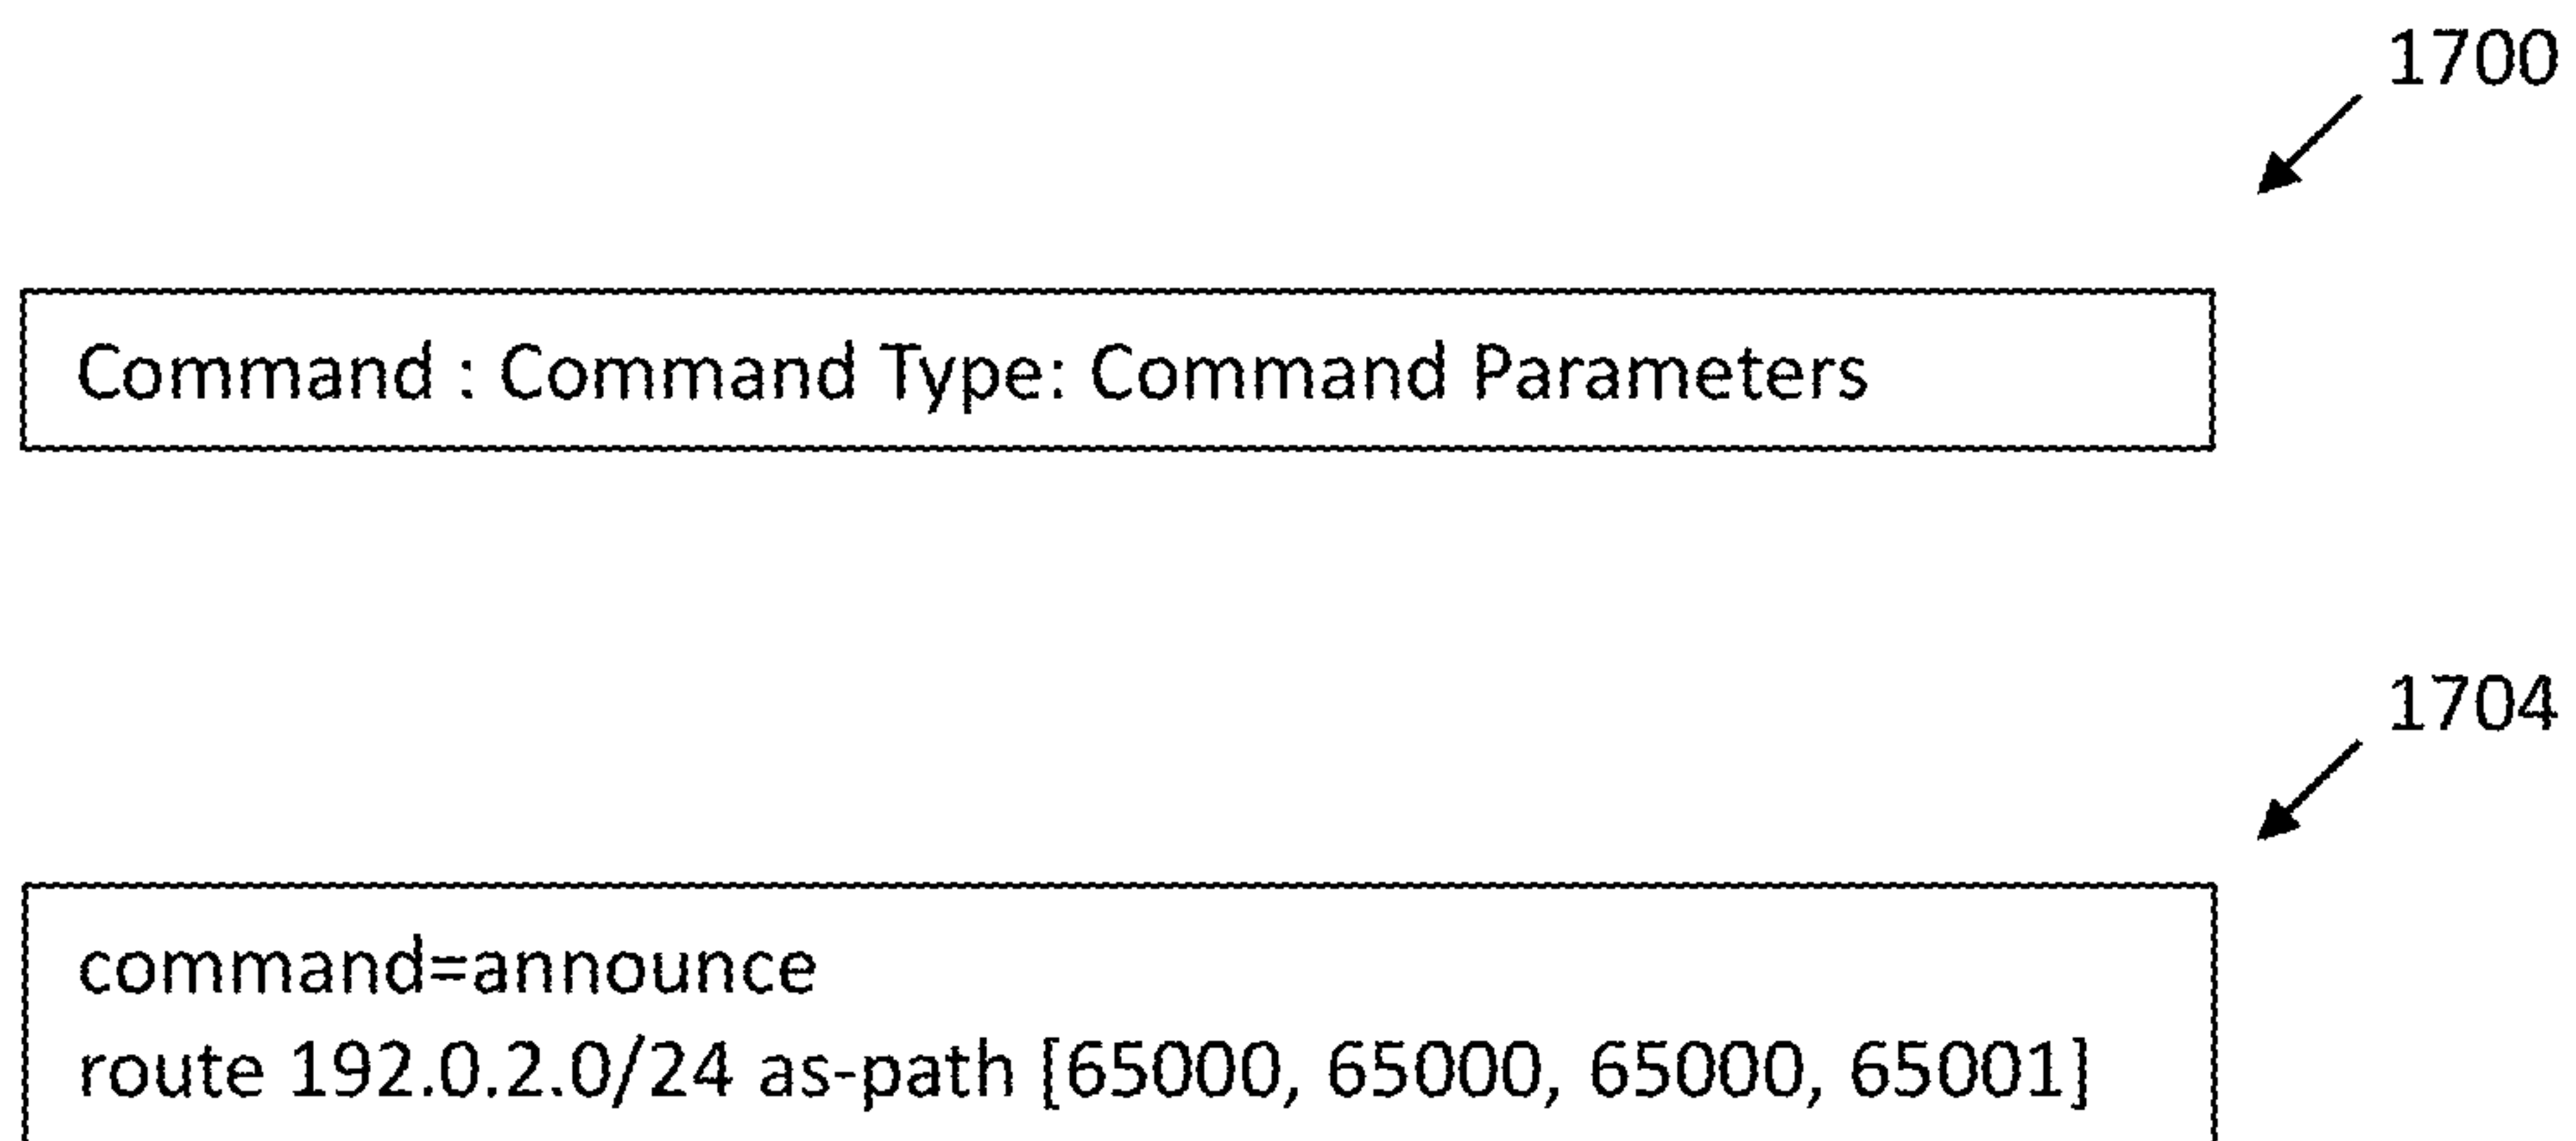 1700
Command : Command Type: Command Parameters
1704
command=announce
route 192.0.2.0/24 as-path [65000, 65000, 65000, 65001]